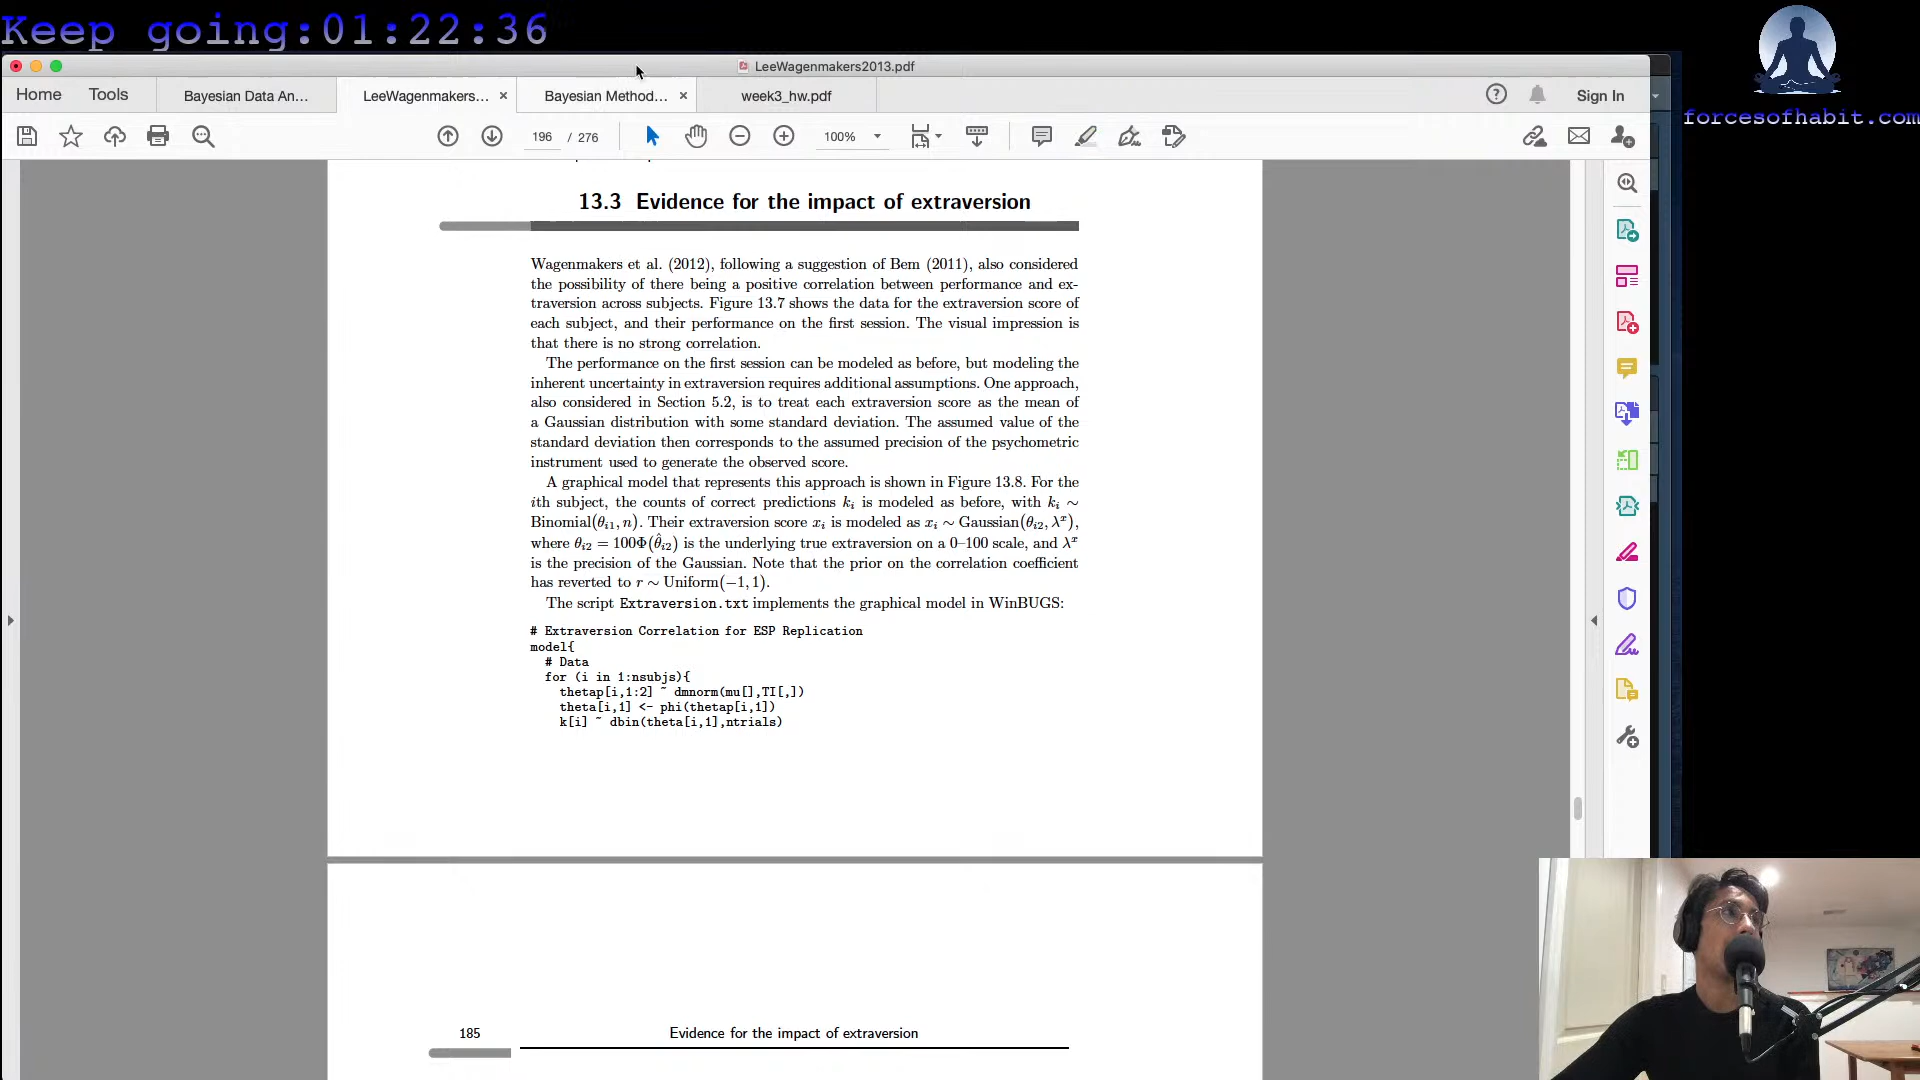 Keep going:01:22:36
LeeWagenmakers2013.pdf
Home Tools Bayesian Data An... LeeWagenmakers... × Bayesian Method... × week3_hw.pdf Sign In
196 / 276 100%
forcesofhabit.com
13.3 Evidence for the impact of extraversion
Wagenmakers et al. (2012), following a suggestion of Bem (2011), also considered
the possibility of there being a positive correlation between performance and ex-
traversion across subjects. Figure 13.7 shows the data for the extraversion score of
each subject, and their performance on the first session. The visual impression is
that there is no strong correlation.
The performance on the first session can be modeled as before, but modeling the
inherent uncertainty in extraversion requires additional assumptions. One approach,
also considered in Section 5.2, is to treat each extraversion score as the mean of
a Gaussian distribution with some standard deviation. The assumed value of the
standard deviation then corresponds to the assumed precision of the psychometric
instrument used to generate the observed score.
A graphical model that represents this approach is shown in Figure 13.8. For the
ith subject, the counts of correct predictions kᵢ is modeled as before, with kᵢ ∼
Binomial(θᵢ₁, n). Their extraversion score xᵢ is modeled as xᵢ ∼ Gaussian(θᵢ₂, λˣ),
where θᵢ₂ = 100Φ(θ̂ᵢ₂) is the underlying true extraversion on a 0–100 scale, and λˣ
is the precision of the Gaussian. Note that the prior on the correlation coefficient
has reverted to r ∼ Uniform(−1, 1).
The script Extraversion.txt implements the graphical model in WinBUGS:
# Extraversion Correlation for ESP Replication
model{
# Data
for (i in 1:nsubjs){
thetap[i,1:2] ~ dmnorm(mu[],TI[,])
theta[i,1] <- phi(thetap[i,1])
k[i] ~ dbin(theta[i,1],ntrials)
185 Evidence for the impact of extraversion